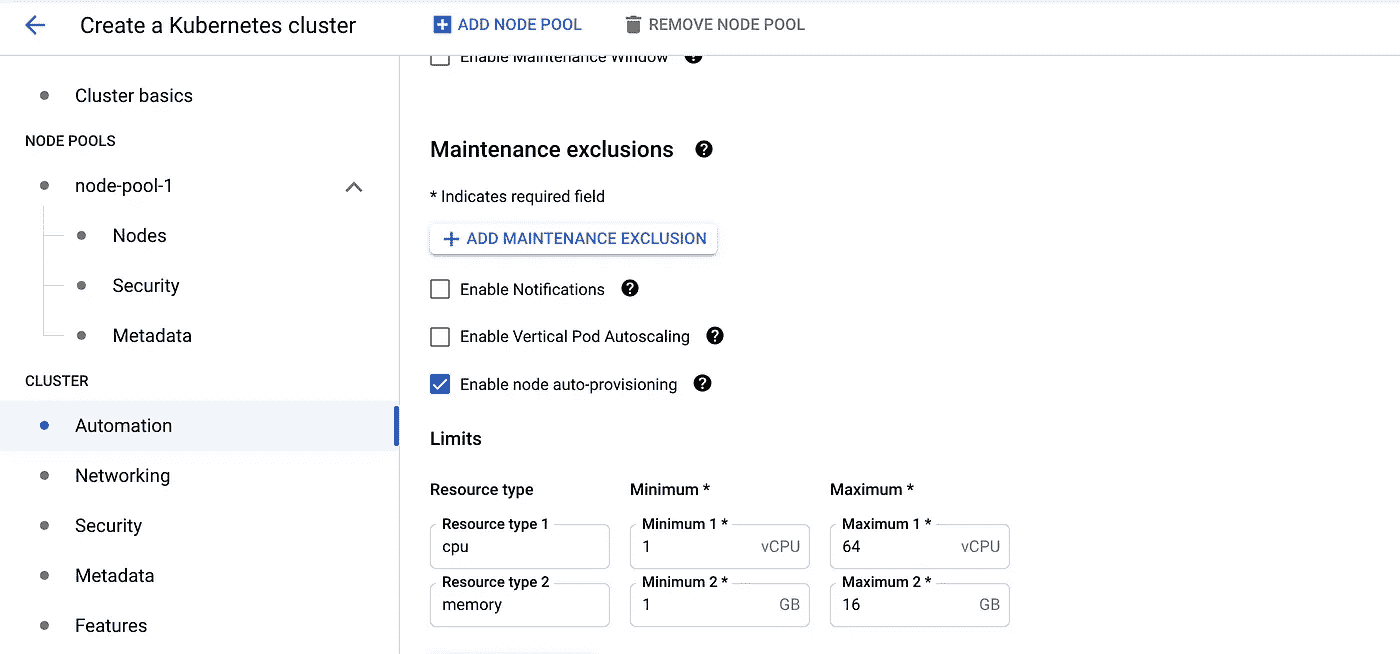 Create a Kubernetes cluster
ADD NODE POOL
REMOVE NODE POOL
Cluster basics
NODE POOLS
node-pool-1
Nodes
Security
Metadata
CLUSTER
Automation
Networking
Security
Metadata
Features
Enable Maintenance Window
Maintenance exclusions
* Indicates required field
ADD MAINTENANCE EXCLUSION
Enable Notifications
Enable Vertical Pod Autoscaling
Enable node auto-provisioning
Limits
Resource type Minimum * Maximum *
Resource type 1 Minimum 1 * Maximum 1 *
cpu 1 vCPU 64 vCPU
Resource type 2 Minimum 2 * Maximum 2 *
memory 1 GB 16 GB